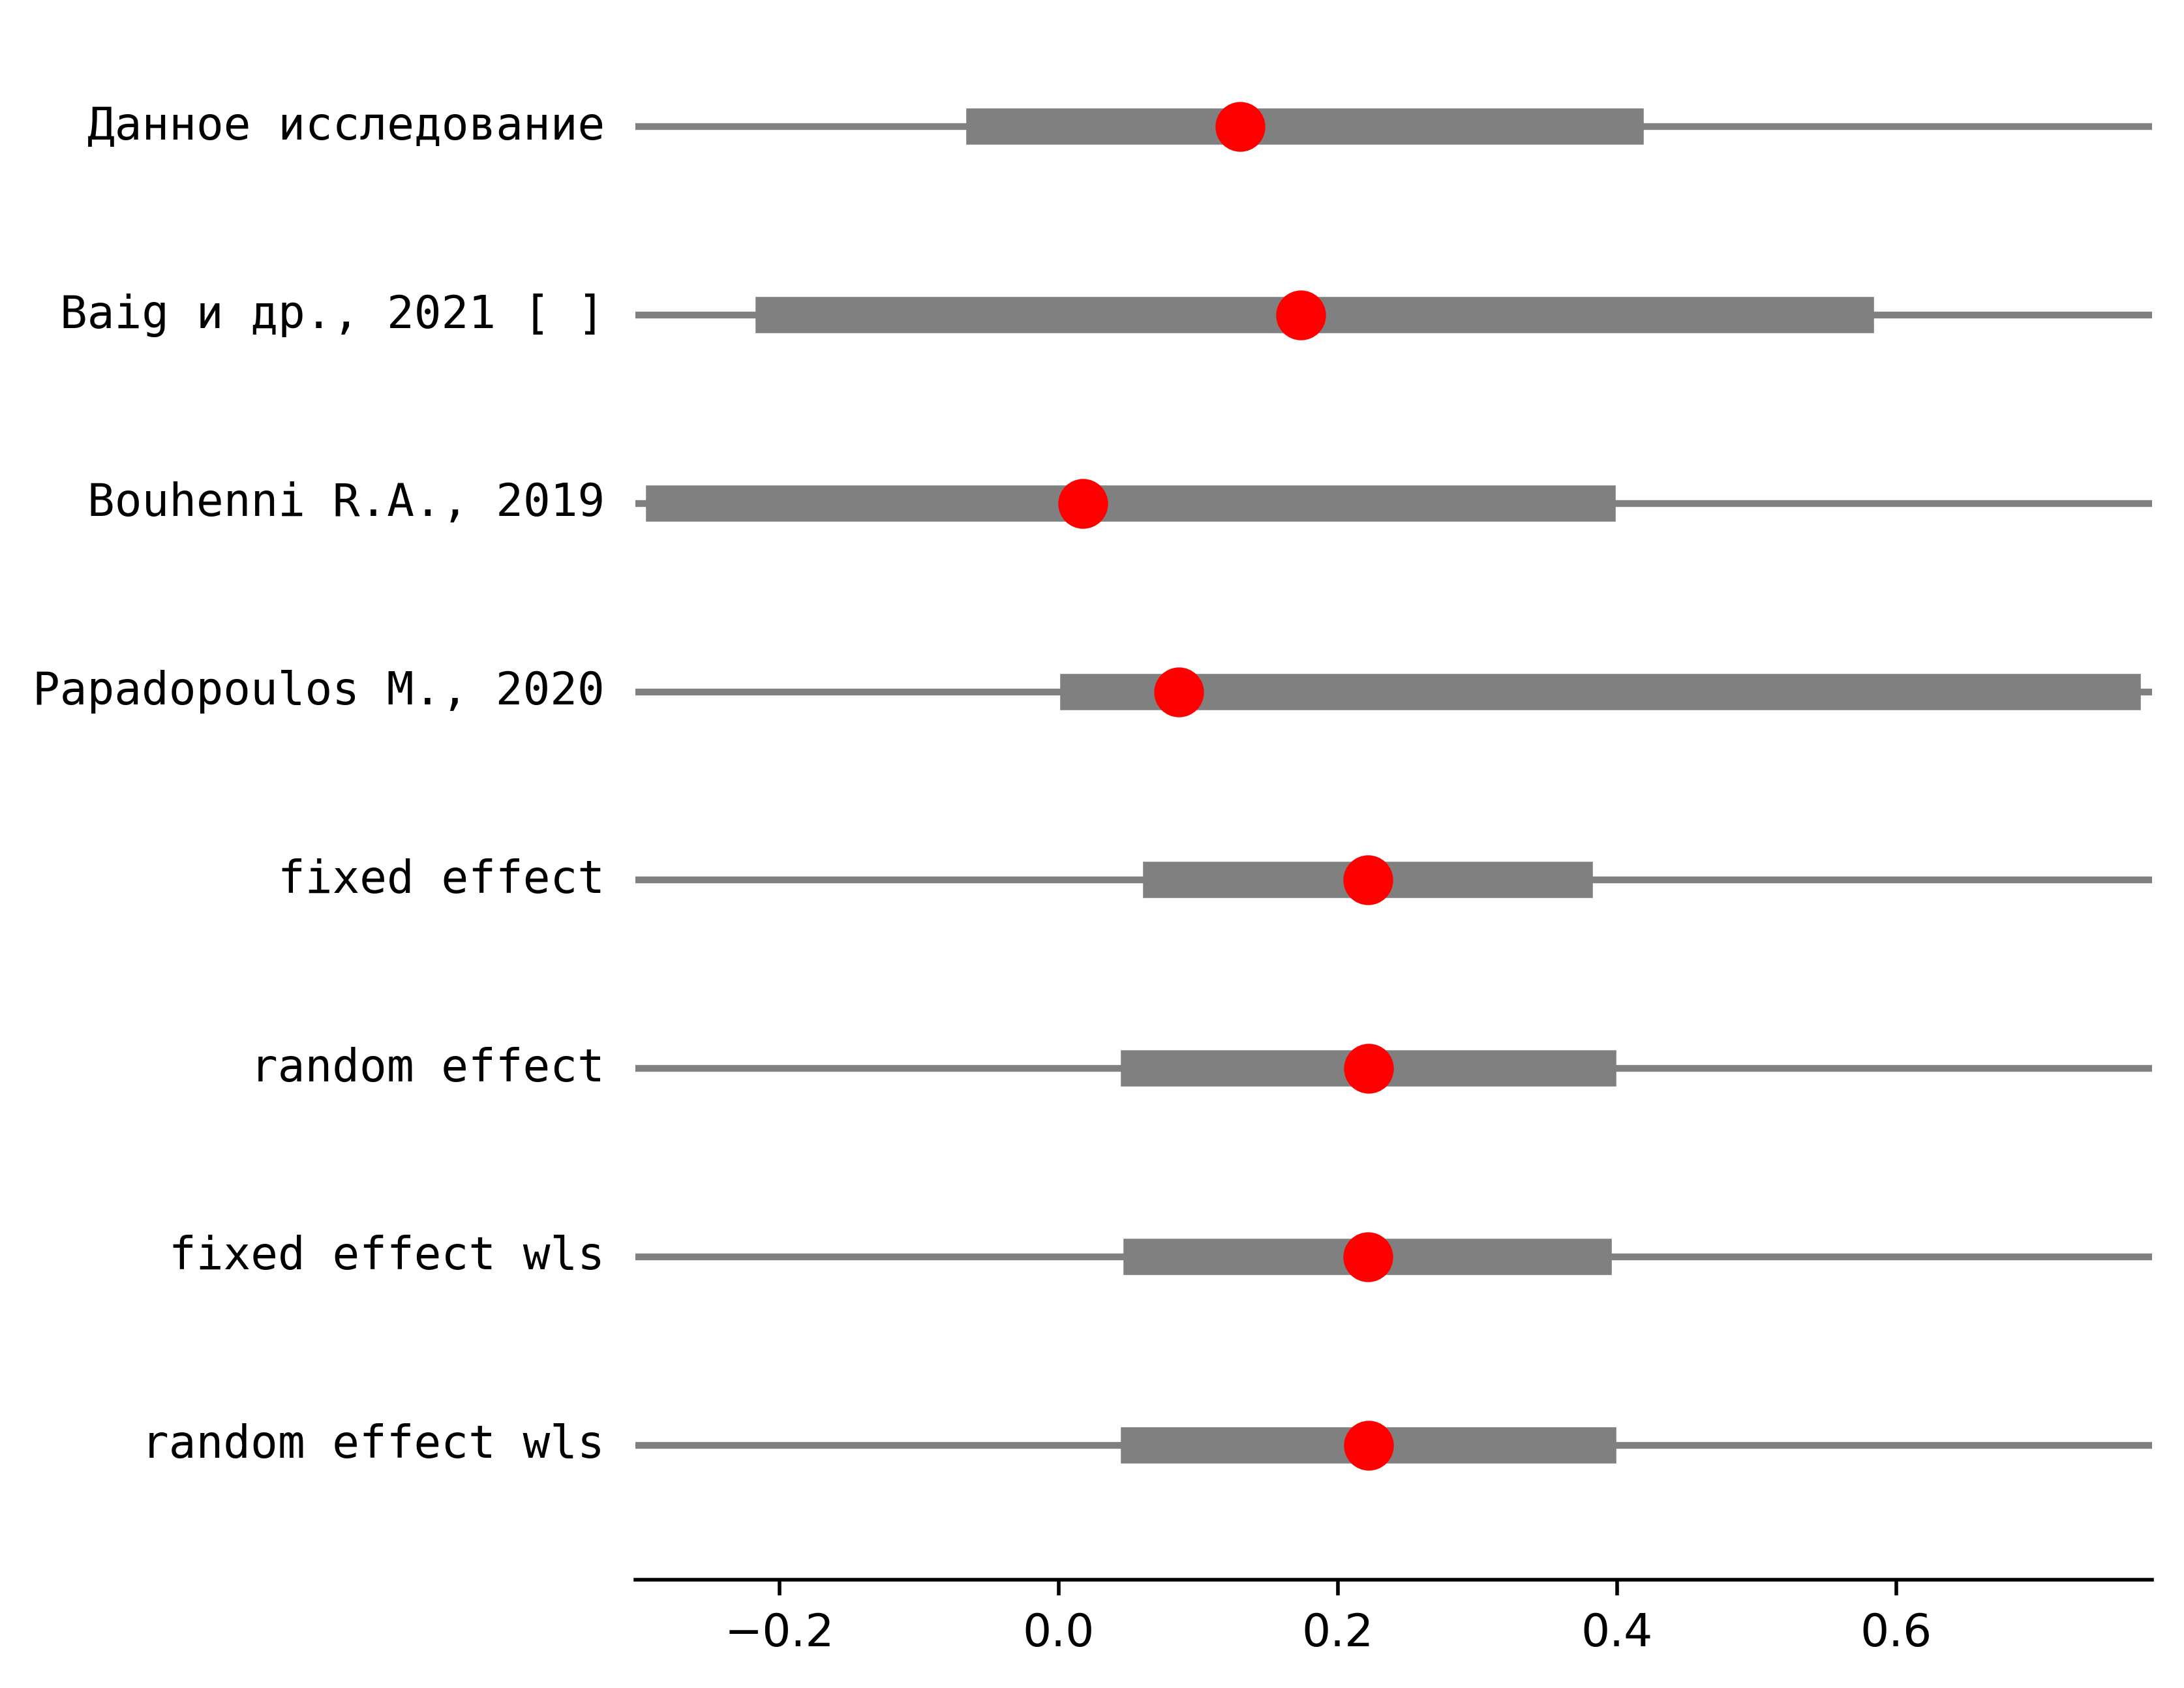 Данное исследование
Baig и др., 2021 [ ]
Bouhenni R.A., 2019
Papadopoulos M., 2020
fixed effect
random effect
fixed effect wls
random effect wls
−0.2 0.0 0.2 0.4 0.6